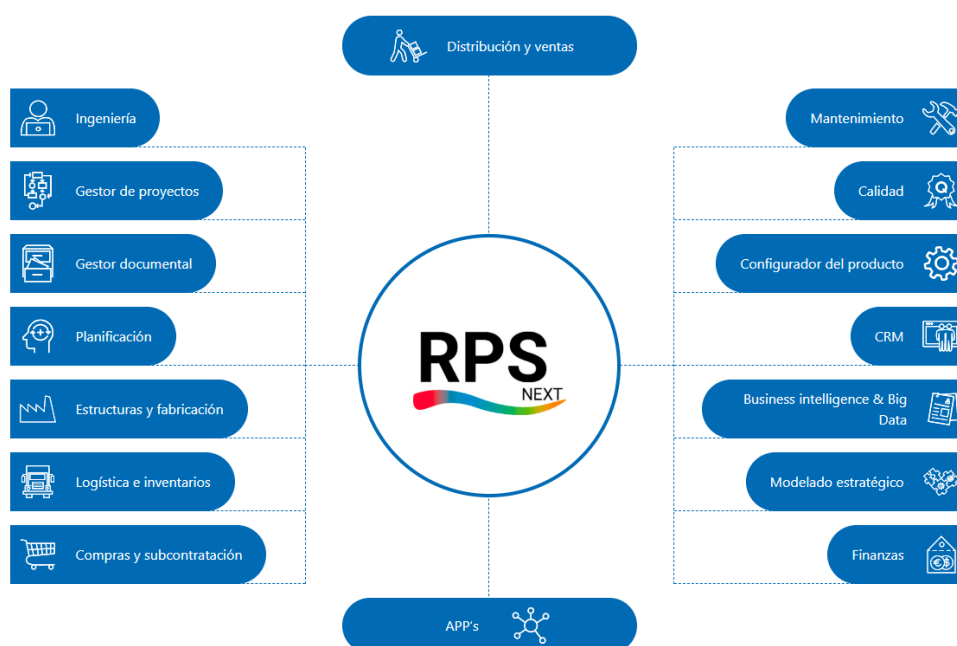 Distribución y ventas
Ingeniería
Gestor de proyectos
Gestor documental
Planificación
Estructuras y fabricación
Logística e inventarios
Compras y subcontratación
RPS
NEXT
Mantenimiento
Calidad
Q
Configurador del producto
CRM
Business intelligence & Big
Data
Modelado estratégico
Finanzas
€$
APP's